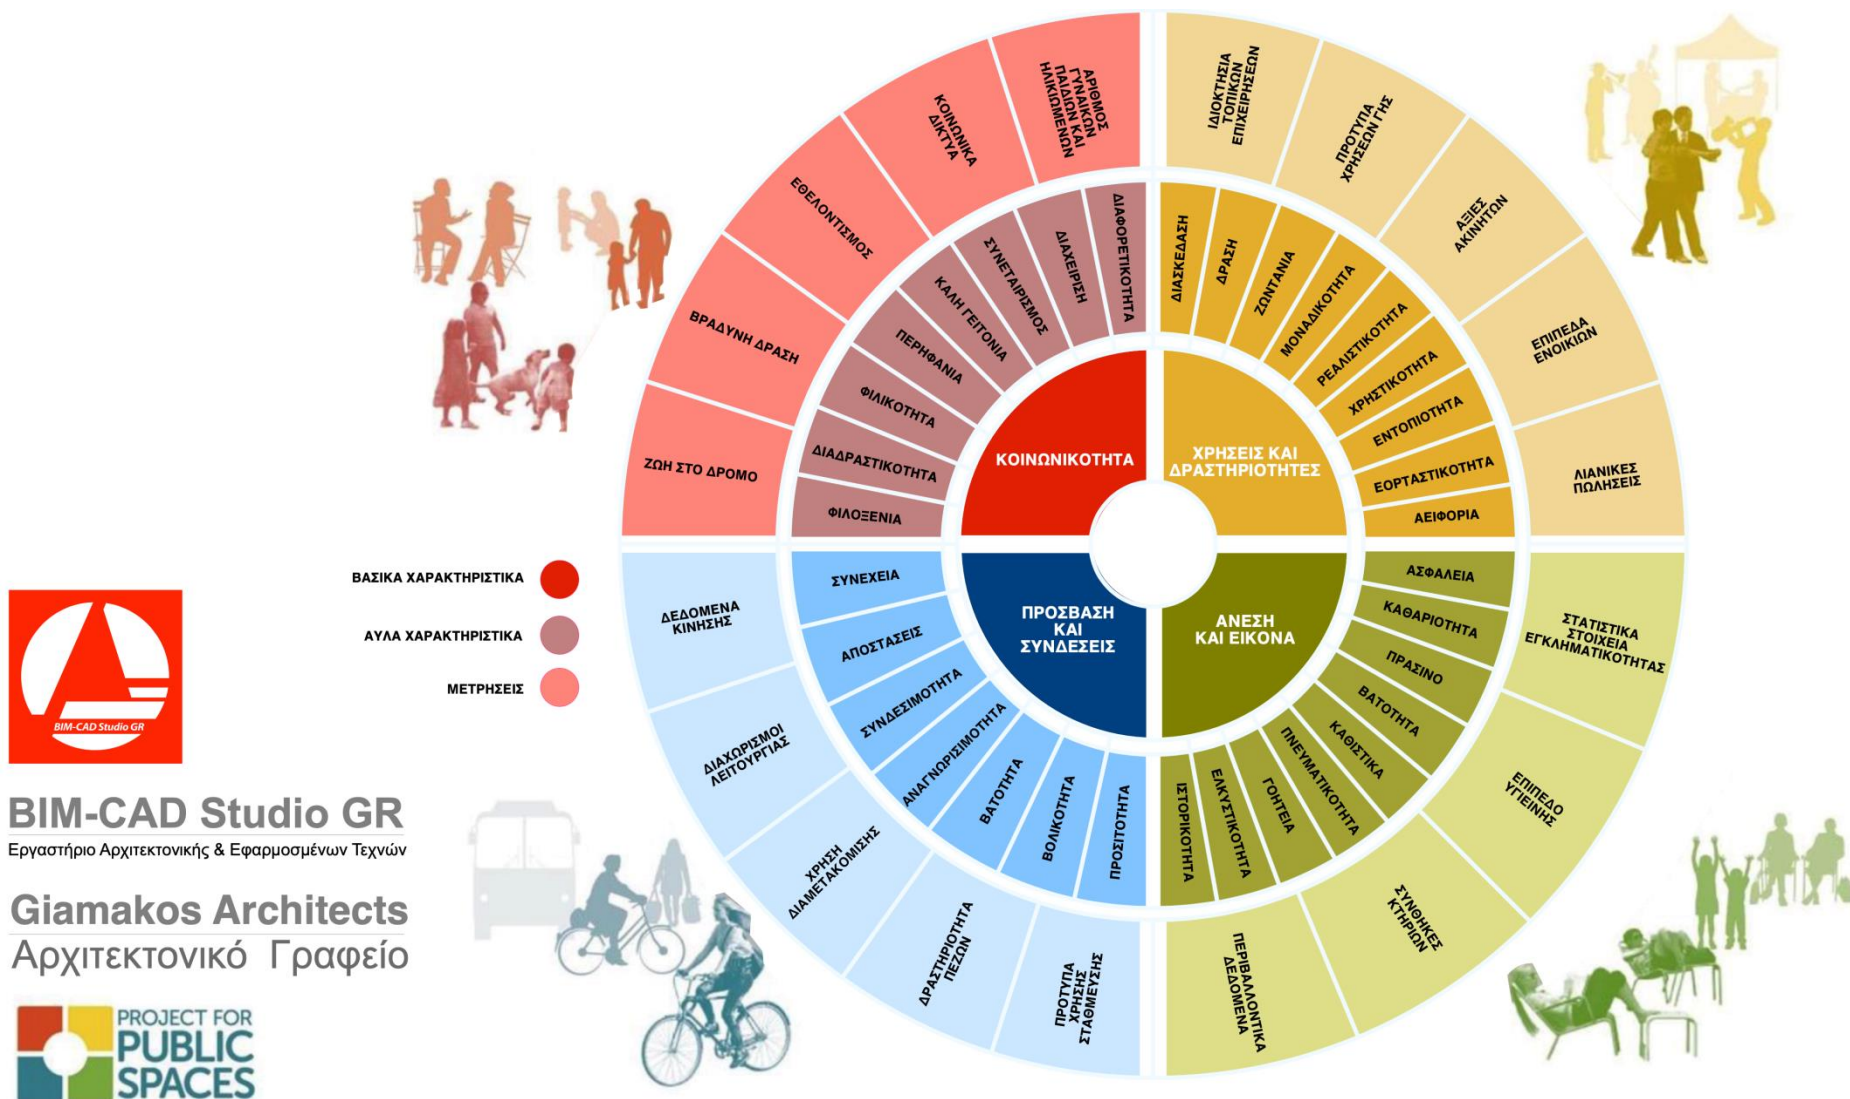 ΑΡΙΘΜΟΣ
ΓΥΝΑΙΚΩΝ
ΠΑΙΔΙΩΝ ΚΑΙ
ΗΛΙΚΙΩΜΕΝΩΝ
ΚΟΙΝΩΝΙΚΑ
ΔΙΚΤΥΑ
ΕΘΕΛΟΝΤΙΣΜΟΣ
ΒΡΑΔΥΝΗ ΔΡΑΣΗ
ΖΩΗ ΣΤΟ ΔΡΟΜΟ
ΙΔΙΟΚΤΗΣΙΑ
ΤΟΠΙΚΩΝ
ΕΠΙΧΕΙΡΗΣΕΩΝ
ΠΡΟΤΥΠΑ
ΧΡΗΣΕΩΝ ΓΗΣ
ΑΞΙΕΣ
ΑΚΙΝΗΤΩΝ
ΕΠΙΠΕΔΑ
ΕΝΟΙΚΙΩΝ
ΛΙΑΝΙΚΕΣ
ΠΩΛΗΣΕΙΣ
ΔΙΑΦΟΡΕΤΙΚΟΤΗΤΑ
ΔΙΑΧΕΙΡΙΣΗ
ΣΥΝΕΤΑΙΡΙΣΜΟΣ
ΚΑΛΗ ΓΕΙΤΟΝΙΑ
ΠΕΡΗΦΑΝΙΑ
ΦΙΛΙΚΟΤΗΤΑ
ΔΙΑΔΡΑΣΤΙΚΟΤΗΤΑ
ΦΙΛΟΞΕΝΙΑ
ΔΙΑΣΚΕΔΑΣΗ
ΔΡΑΣΗ
ΖΩΝΤΑΝΙΑ
ΜΟΝΑΔΙΚΟΤΗΤΑ
ΡΕΑΛΙΣΤΙΚΟΤΗΤΑ
ΧΡΗΣΤΙΚΟΤΗΤΑ
ΕΝΤΟΠΙΟΤΗΤΑ
ΕΟΡΤΑΣΤΙΚΟΤΗΤΑ
ΑΕΙΦΟΡΙΑ
ΚΟΙΝΩΝΙΚΟΤΗΤΑ
ΧΡΗΣΕΙΣ ΚΑΙ
ΔΡΑΣΤΗΡΙΟΤΗΤΕΣ
ΠΡΟΣΒΑΣΗ
ΚΑΙ
ΣΥΝΔΕΣΕΙΣ
ΑΝΕΣΗ
ΚΑΙ ΕΙΚΟΝΑ
ΒΑΣΙΚΑ ΧΑΡΑΚΤΗΡΙΣΤΙΚΑ
ΑΥΛΑ ΧΑΡΑΚΤΗΡΙΣΤΙΚΑ
ΜΕΤΡΗΣΕΙΣ
ΣΥΝΕΧΕΙΑ
ΑΠΟΣΤΑΣΕΙΣ
ΣΥΝΔΕΣΙΜΟΤΗΤΑ
ΑΝΑΓΝΩΡΙΣΙΜΟΤΗΤΑ
ΒΑΤΟΤΗΤΑ
ΒΟΛΙΚΟΤΗΤΑ
ΠΡΟΣΙΤΟΤΗΤΑ
ΑΣΦΑΛΕΙΑ
ΚΑΘΑΡΙΟΤΗΤΑ
ΠΡΑΣΙΝΟ
ΒΑΤΟΤΗΤΑ
ΚΑΘΙΣΤΙΚΑ
ΠΝΕΥΜΑΤΙΚΟΤΗΤΑ
ΓΟΗΤΕΙΑ
ΕΛΚΥΣΤΙΚΟΤΗΤΑ
ΙΣΤΟΡΙΚΟΤΗΤΑ
ΔΕΔΟΜΕΝΑ
ΚΙΝΗΣΗΣ
ΔΙΑΧΩΡΙΣΜΟΙ
ΛΕΙΤΟΥΡΓΙΑΣ
ΧΡΗΣΗ
ΔΙΑΜΕΤΑΚΟΜΙΣΗΣ
ΔΡΑΣΤΗΡΙΟΤΗΤΑ
ΠΕΖΩΝ
ΠΡΟΤΥΠΑ
ΧΡΗΣΗΣ
ΣΤΑΘΜΕΥΣΗΣ
ΣΤΑΤΙΣΤΙΚΑ
ΣΤΟΙΧΕΙΑ
ΕΓΚΛΗΜΑΤΙΚΟΤΗΤΑΣ
ΕΠΙΠΕΔΟ
ΥΓΙΕΙΝΗΣ
ΣΥΝΘΗΚΕΣ
ΚΤΗΡΙΩΝ
ΠΕΡΙΒΑΛΛΟΝΤΙΚΑ
ΔΕΔΟΜΕΝΑ
BIM-CAD Studio GR
BIM-CAD Studio GR
Εργαστήριο Αρχιτεκτονικής & Εφαρμοσμένων Τεχνών
Giamakos Architects
Αρχιτεκτονικό Γραφείο
PROJECT FOR
PUBLIC
SPACES